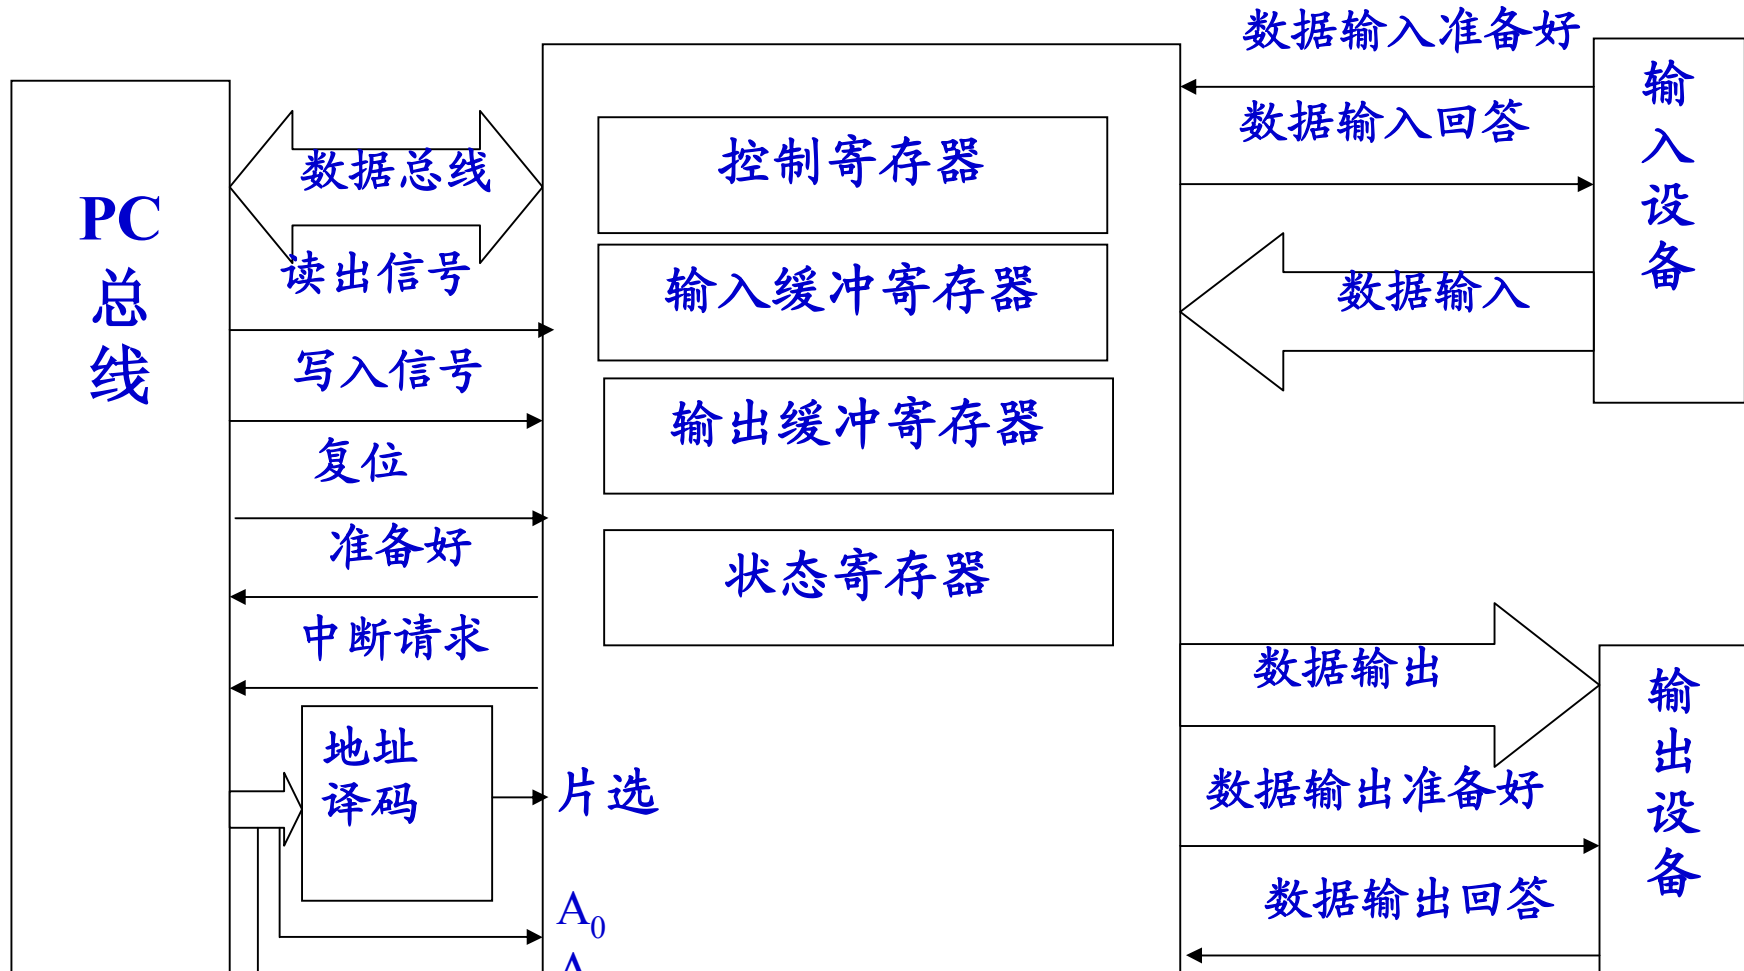 PC
总
线
数据总线
读出信号
写入信号
复位
准备好
中断请求
地址
译码
片选
A₀
控制寄存器
输入缓冲寄存器
输出缓冲寄存器
状态寄存器
数据输入准备好
数据输入回答
数据输入
输
入
设
备
数据输出
数据输出准备好
数据输出回答
输
出
设
备